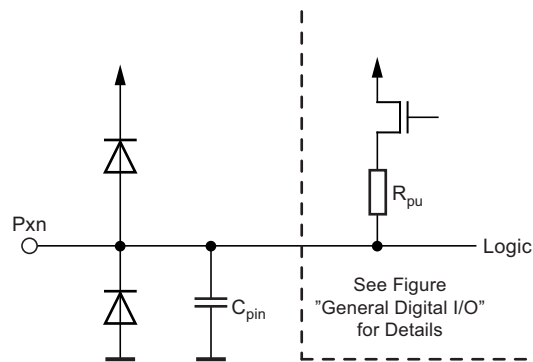 R_pu
Pxn
Logic
C_pin
See Figure
"General Digital I/O"
for Details